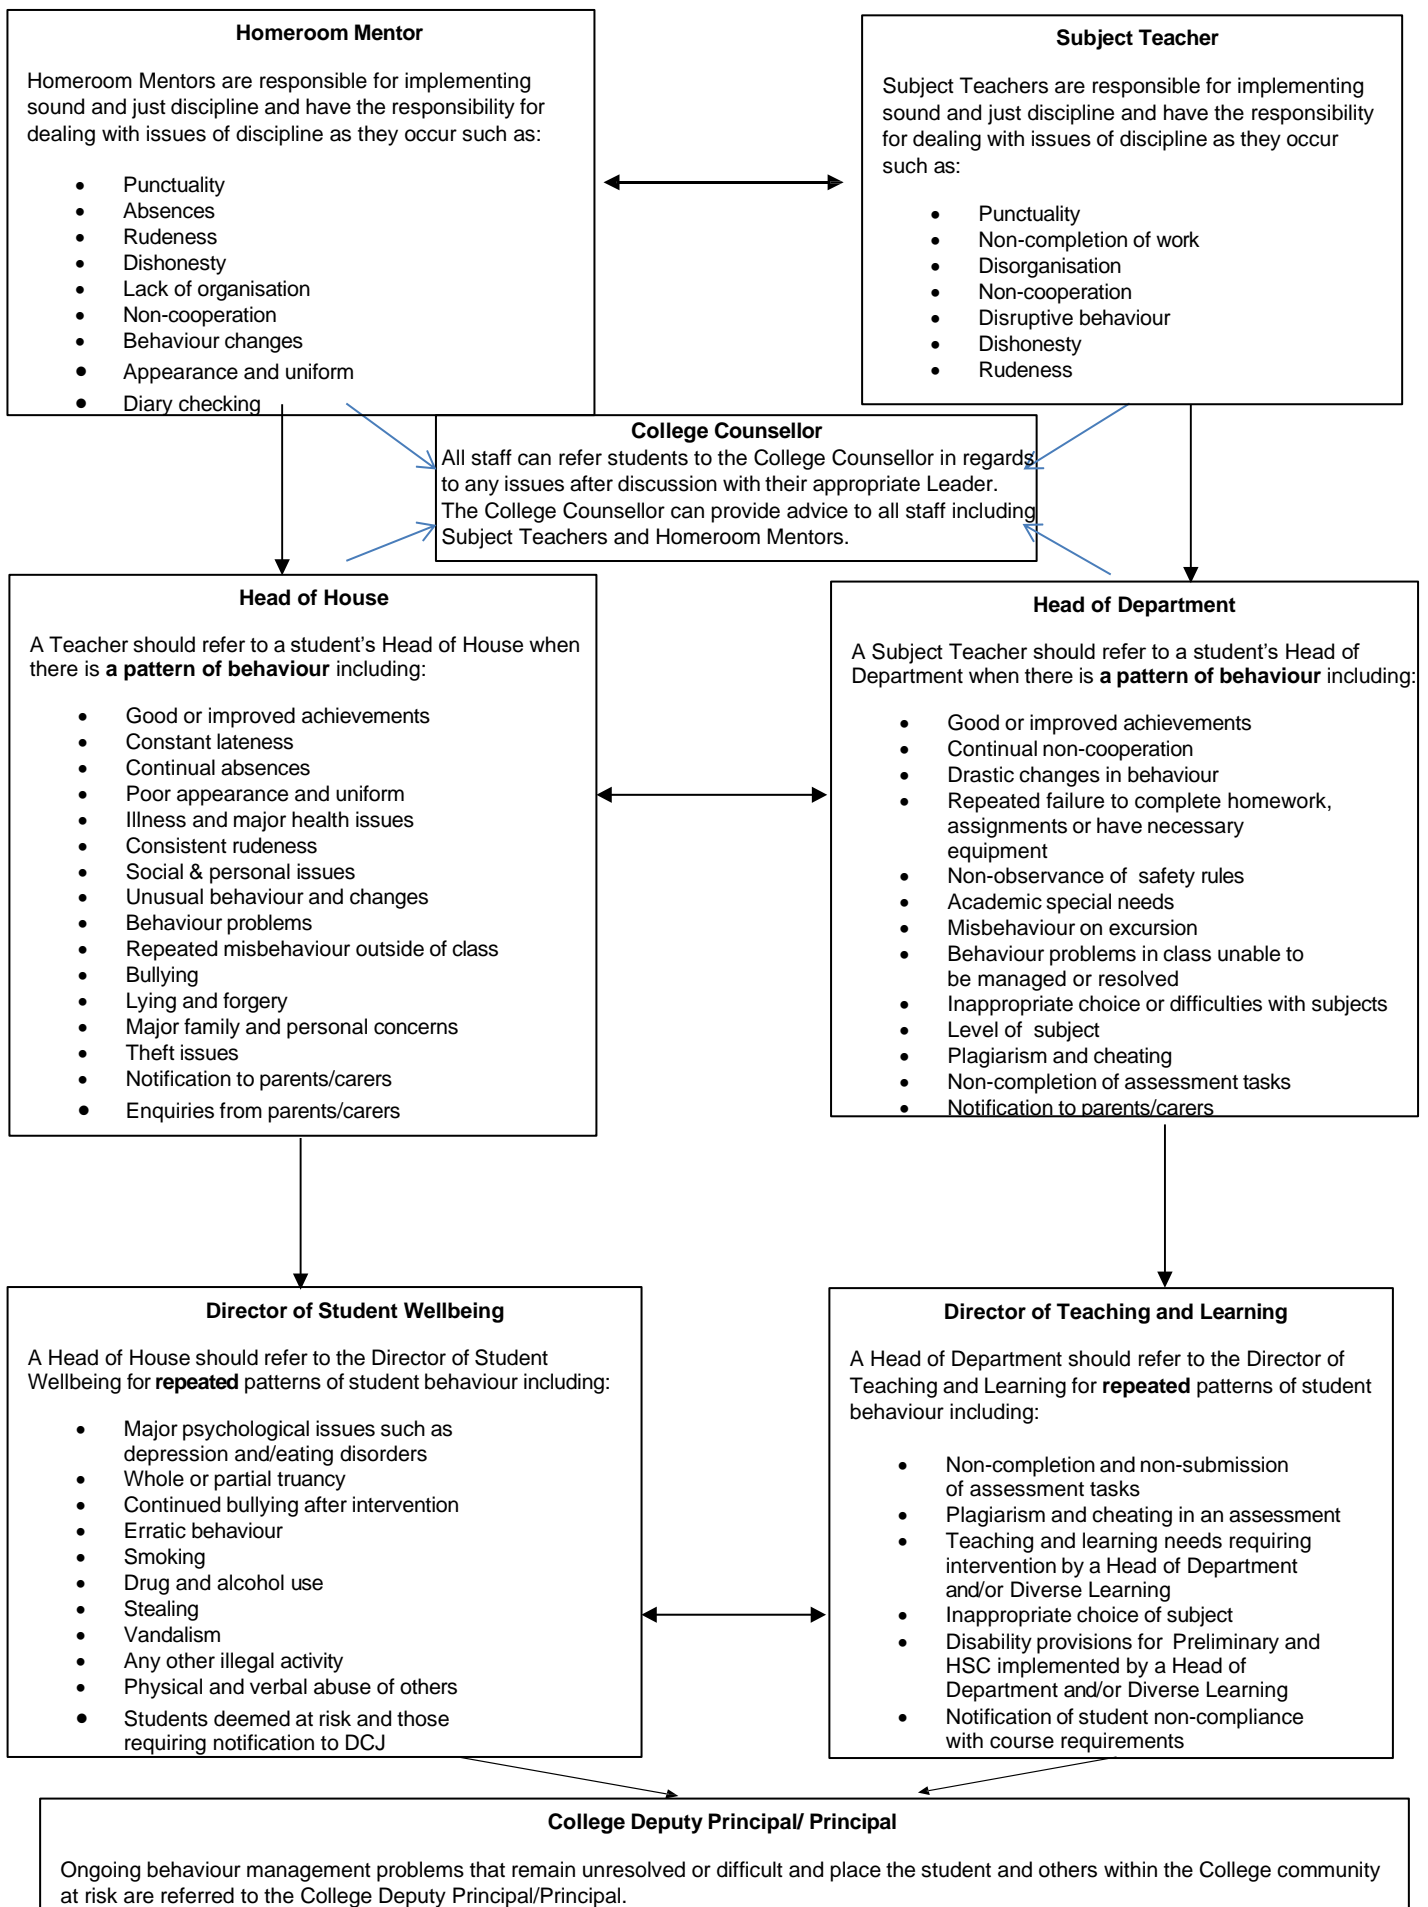 Homeroom Mentor
Homeroom Mentors are responsible for implementing
sound and just discipline and have the responsibility for
dealing with issues of discipline as they occur such as:
• Punctuality
• Absences
• Rudeness
• Dishonesty
• Lack of organisation
• Non-cooperation
• Behaviour changes
• Appearance and uniform
• Diary checking
Subject Teacher
Subject Teachers are responsible for implementing
sound and just discipline and have the responsibility
for dealing with issues of discipline as they occur
such as:
• Punctuality
• Non-completion of work
• Disorganisation
• Non-cooperation
• Disruptive behaviour
• Dishonesty
• Rudeness
College Counsellor
All staff can refer students to the College Counsellor in regards
to any issues after discussion with their appropriate Leader.
The College Counsellor can provide advice to all staff including
Subject Teachers and Homeroom Mentors.
Head of House
A Teacher should refer to a student’s Head of House when
there is a pattern of behaviour including:
• Good or improved achievements
• Constant lateness
• Continual absences
• Poor appearance and uniform
• Illness and major health issues
• Consistent rudeness
• Social & personal issues
• Unusual behaviour and changes
• Behaviour problems
• Repeated misbehaviour outside of class
• Bullying
• Lying and forgery
• Major family and personal concerns
• Theft issues
• Notification to parents/carers
• Enquiries from parents/carers
Head of Department
A Subject Teacher should refer to a student’s Head of
Department when there is a pattern of behaviour including:
• Good or improved achievements
• Continual non-cooperation
• Drastic changes in behaviour
• Repeated failure to complete homework,
assignments or have necessary
equipment
• Non-observance of safety rules
• Academic special needs
• Misbehaviour on excursion
• Behaviour problems in class unable to
be managed or resolved
• Inappropriate choice or difficulties with subjects
• Level of subject
• Plagiarism and cheating
• Non-completion of assessment tasks
• Notification to parents/carers
Director of Student Wellbeing
A Head of House should refer to the Director of Student
Wellbeing for repeated patterns of student behaviour including:
• Major psychological issues such as
depression and/eating disorders
• Whole or partial truancy
• Continued bullying after intervention
• Erratic behaviour
• Smoking
• Drug and alcohol use
• Stealing
• Vandalism
• Any other illegal activity
• Physical and verbal abuse of others
• Students deemed at risk and those
requiring notification to DCJ
Director of Teaching and Learning
A Head of Department should refer to the Director of
Teaching and Learning for repeated patterns of student
behaviour including:
• Non-completion and non-submission
of assessment tasks
• Plagiarism and cheating in an assessment
• Teaching and learning needs requiring
intervention by a Head of Department
and/or Diverse Learning
• Inappropriate choice of subject
• Disability provisions for Preliminary and
HSC implemented by a Head of
Department and/or Diverse Learning
• Notification of student non-compliance
with course requirements
College Deputy Principal/ Principal
Ongoing behaviour management problems that remain unresolved or difficult and place the student and others within the College community
at risk are referred to the College Deputy Principal/Principal.